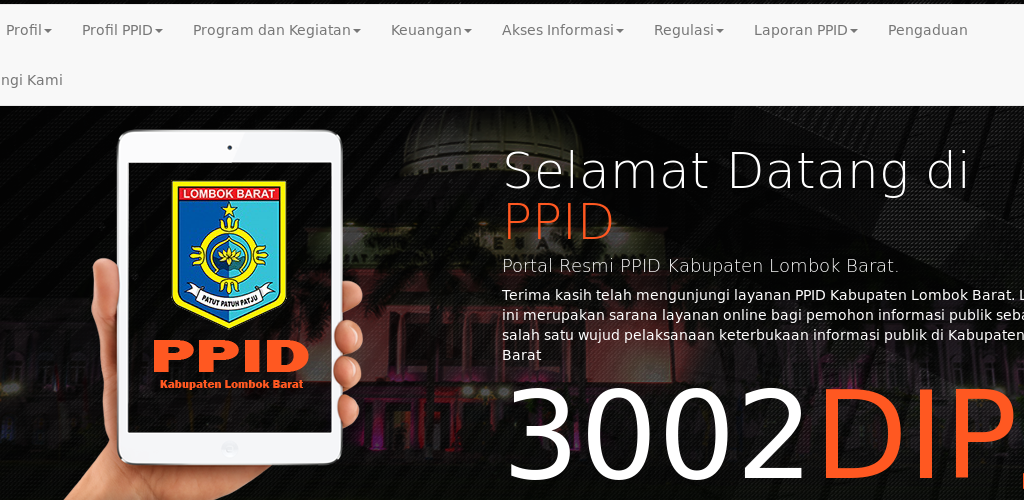 Profil Profil PPID Program dan Kegiatan Keuangan Akses Informasi Regulasi Laporan PPID Pengaduan
ngi Kami
LOMBOK BARAT
PATUT PATUH PATJU
PPID
Kabupaten Lombok Barat
Selamat Datang di
PPID
Portal Resmi PPID Kabupaten Lombok Barat.
Terima kasih telah mengunjungi layanan PPID Kabupaten Lombok Barat. L
ini merupakan sarana layanan online bagi pemohon informasi publik seba
salah satu wujud pelaksanaan keterbukaan informasi publik di Kabupaten
Barat
3002DIP